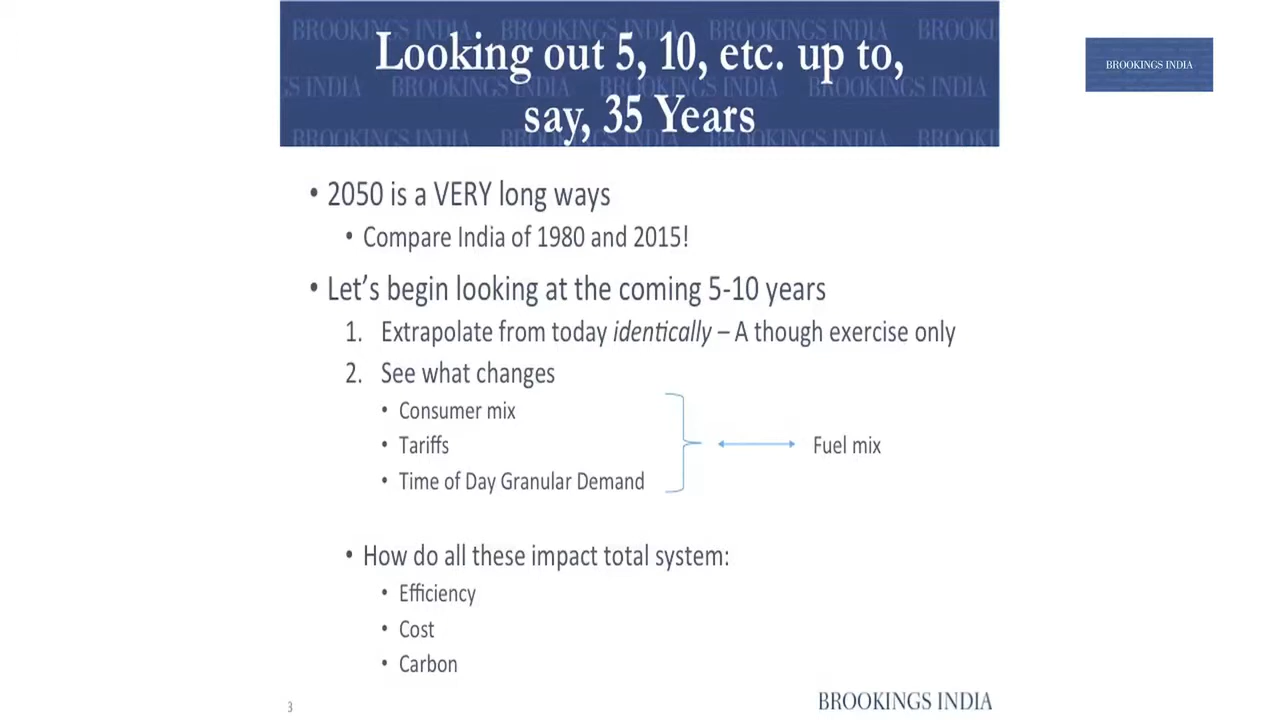 Looking out 5, 10, etc. up to,
say, 35 Years
BROOKINGS INDIA
• 2050 is a VERY long ways
• Compare India of 1980 and 2015!
• Let's begin looking at the coming 5-10 years
1. Extrapolate from today identically – A though exercise only
2. See what changes
• Consumer mix
• Tariffs
• Time of Day Granular Demand
Fuel mix
• How do all these impact total system:
• Efficiency
• Cost
• Carbon
3
BROOKINGS INDIA